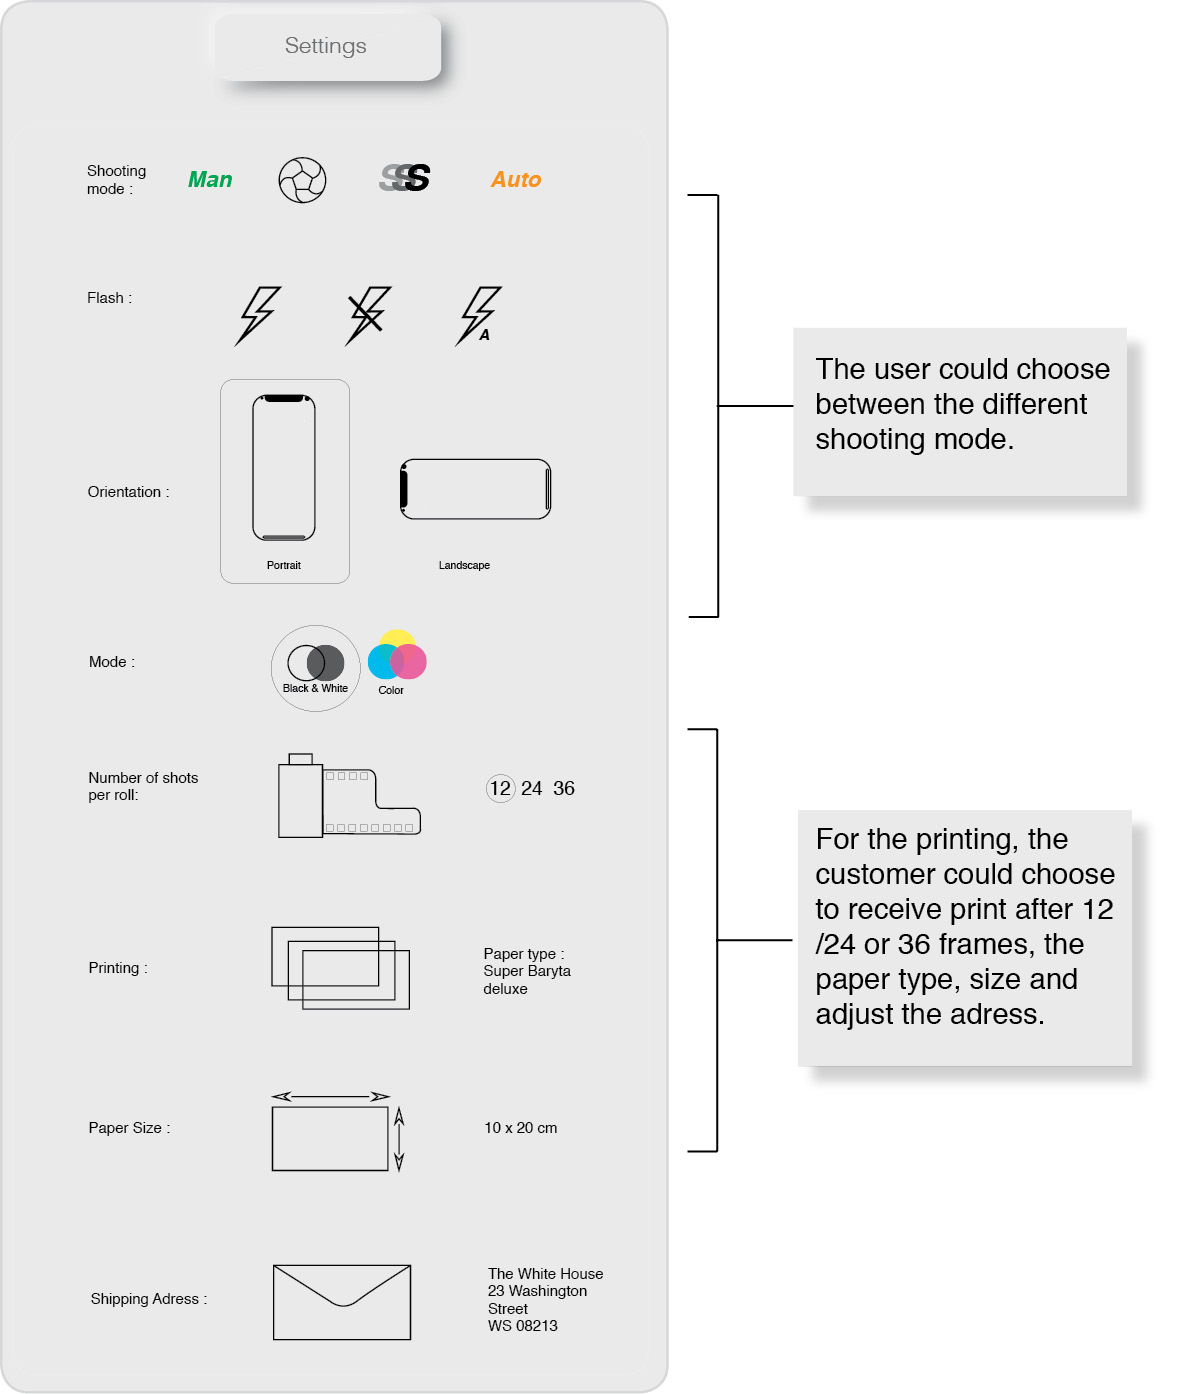 Settings
Shooting
mode :
Man
SSS
Auto
Flash :
A
Orientation :
Portrait
Landscape
Mode :
Black & White
Color
Number of shots
per roll:
12 24 36
Printing :
Paper type :
Super Baryta
deluxe
Paper Size :
10 x 20 cm
Shipping Adress :
The White House
23 Washington
Street
WS 08213
The user could choose
between the different
shooting mode.
For the printing, the
customer could choose
to receive print after 12
/24 or 36 frames, the
paper type, size and
adjust the adress.